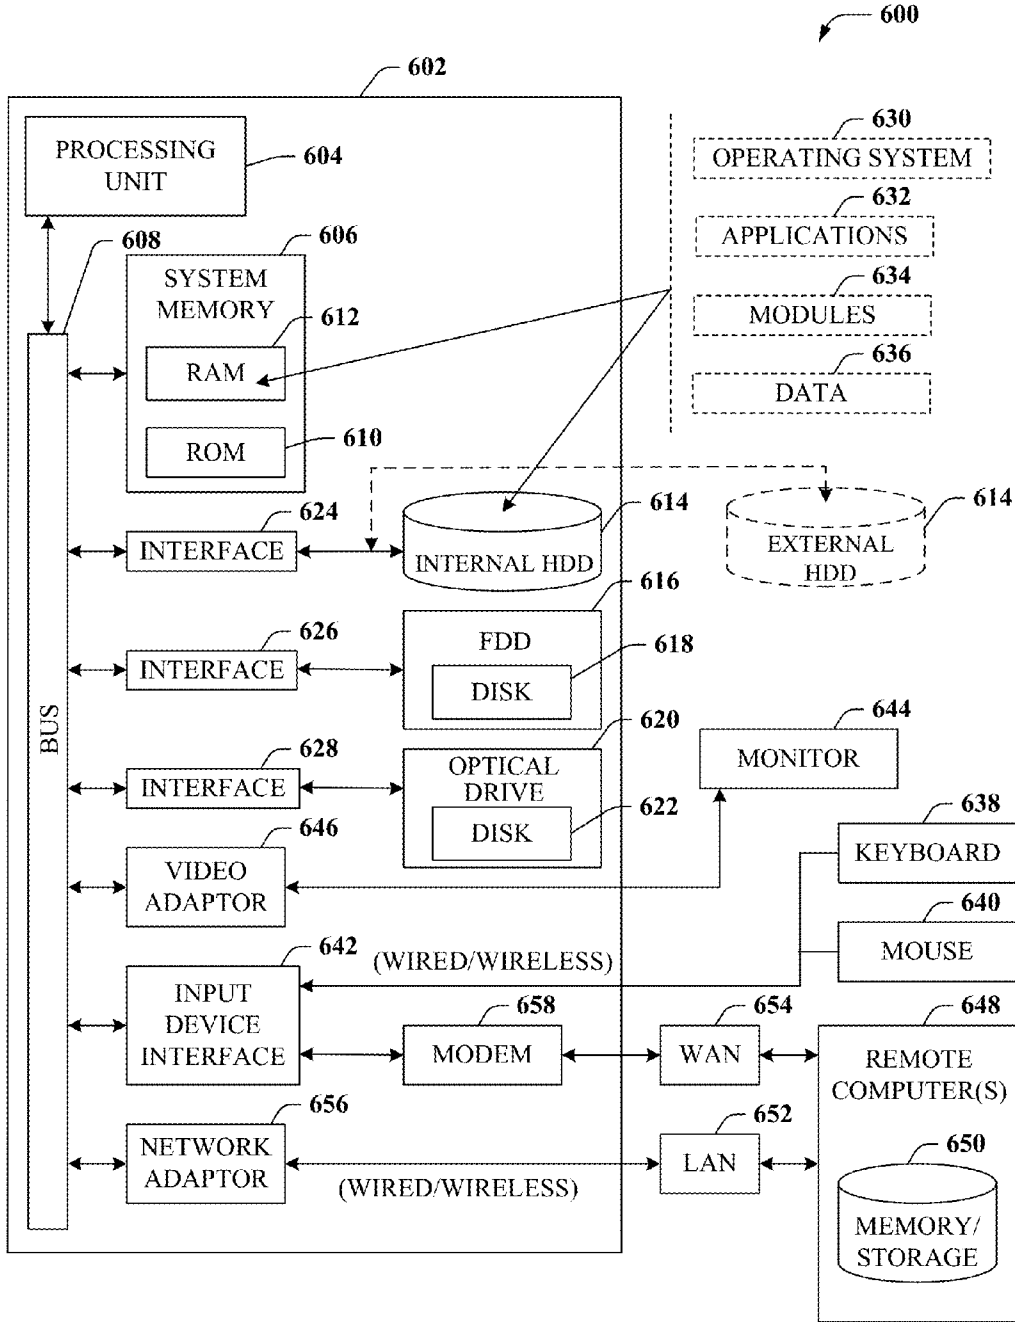 600
602
PROCESSING
UNIT
604
630
OPERATING SYSTEM
632
APPLICATIONS
608
606
SYSTEM
MEMORY
634
MODULES
612
RAM
636
DATA
610
ROM
624
INTERFACE
614
INTERNAL HDD
614
EXTERNAL
HDD
616
FDD
626
INTERFACE
618
DISK
BUS
620
OPTICAL
DRIVE
644
MONITOR
628
INTERFACE
622
DISK
638
KEYBOARD
646
VIDEO
ADAPTOR
640
MOUSE
642
(WIRED/WIRELESS)
INPUT
DEVICE
INTERFACE
658
MODEM
654
WAN
648
REMOTE
COMPUTER(S)
656
NETWORK
ADAPTOR
652
LAN
(WIRED/WIRELESS)
650
MEMORY/
STORAGE